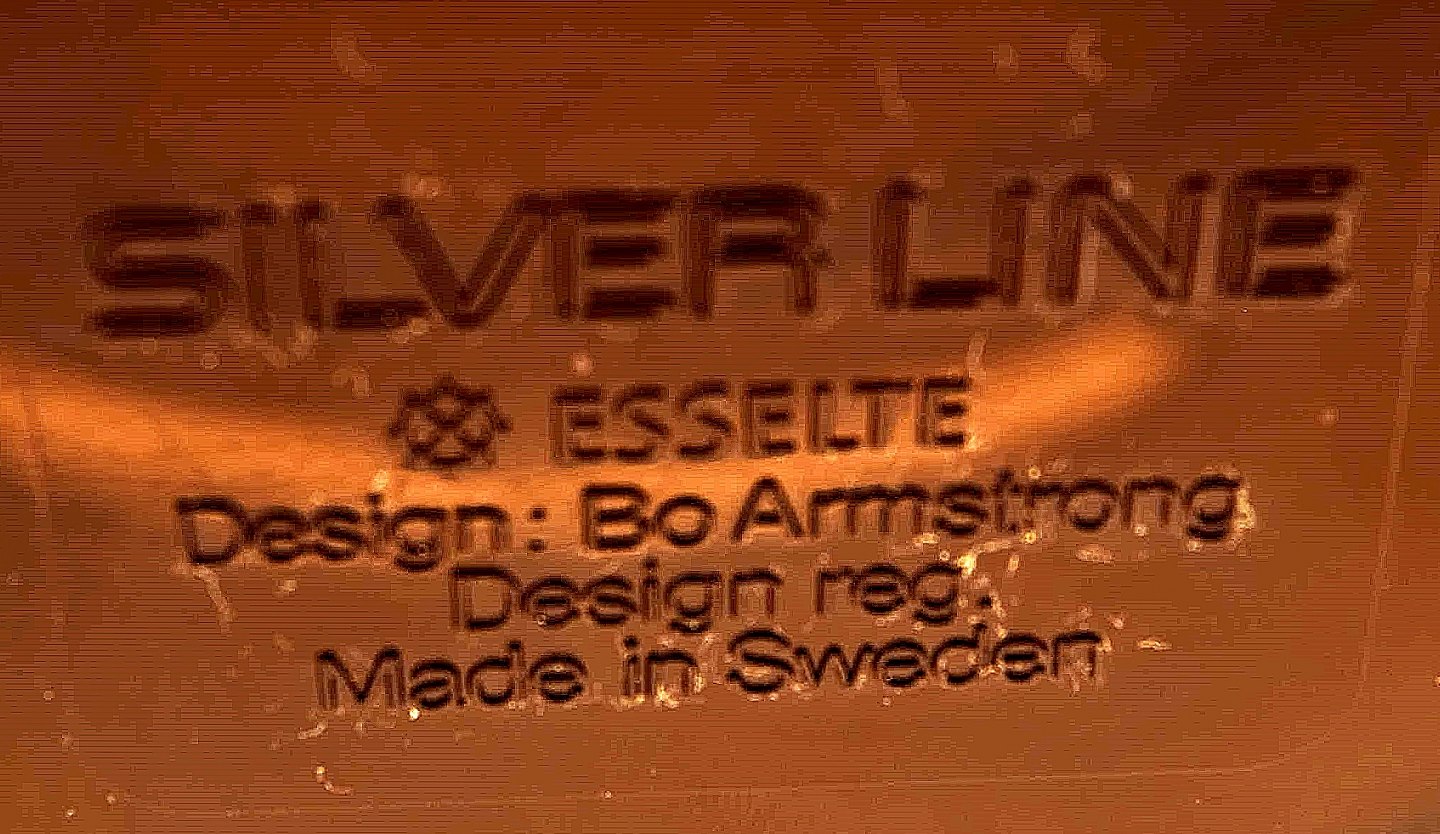 SILVER LINE
ESSELTE
Design: Bo Armstrong
Design reg.
Made in Sweden